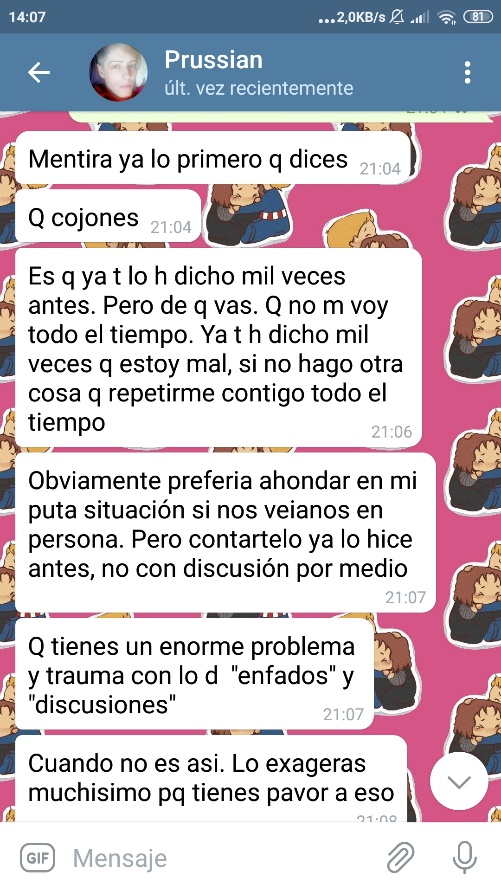 14:07
...2,0KB/s
81
Prussian
últ. vez recientemente
Mentira ya lo primero q dices
21:04
Q cojones
21:04
Es q ya t lo h dicho mil veces
antes. Pero de q vas. Q no m voy
todo el tiempo. Ya t h dicho mil
veces q estoy mal, si no hago otra
cosa q repetirme contigo todo el
tiempo
21:06
Obviamente preferia ahondar en mi
puta situación si nos veianos en
persona. Pero contartelo ya lo hice
antes, no con discusión por medio
21:07
Q tienes un enorme problema
y trauma con lo d "enfados" y
"discusiones"
21:07
Cuando no es asi. Lo exageras
muchisimo pq tienes pavor a eso
21:08
GIF
Mensaje